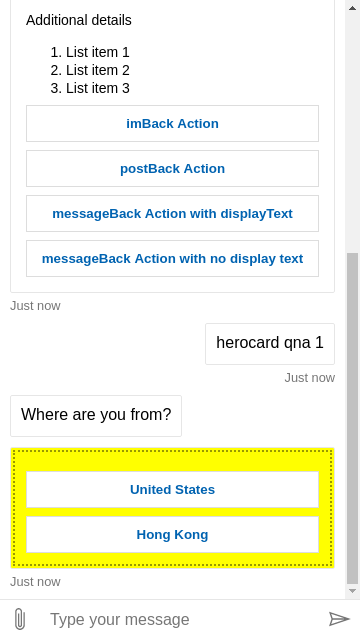 Additional details
1. List item 1
2. List item 2
3. List item 3
imBack Action
postBack Action
messageBack Action with displayText
messageBack Action with no display text
Just now
herocard qna 1
Just now
Where are you from?
United States
Hong Kong
Just now
Type your message